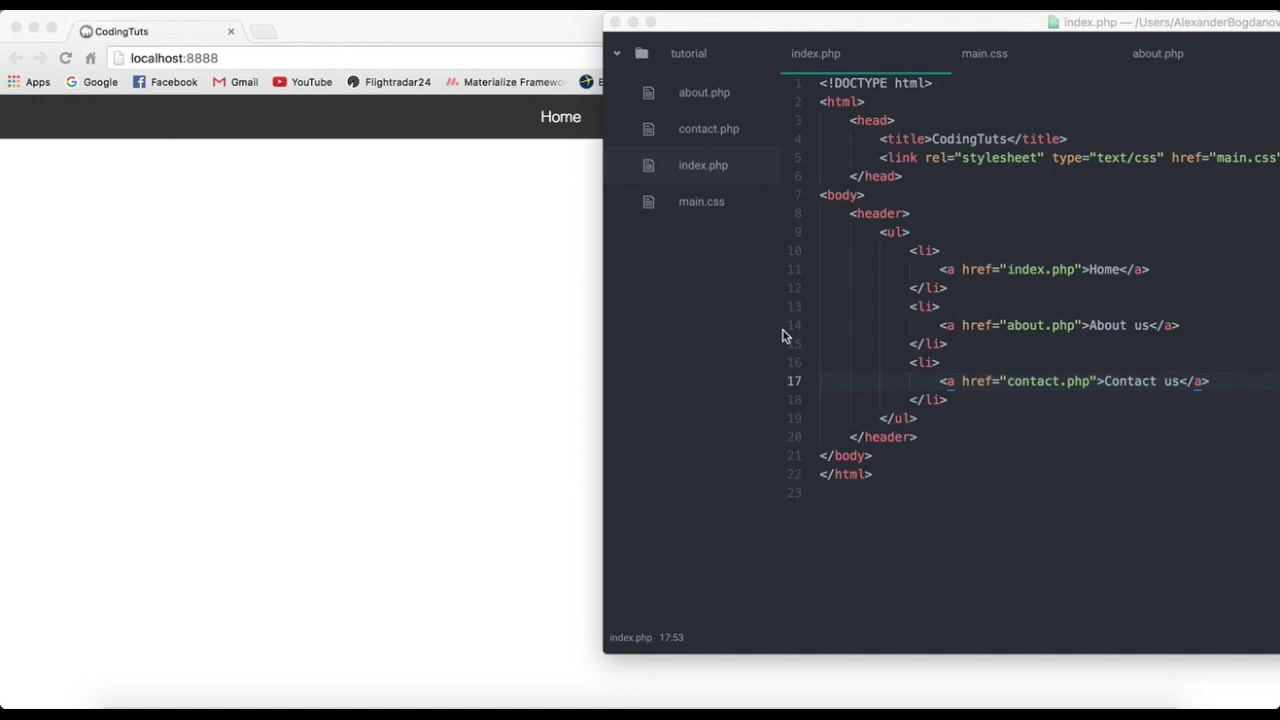 CodingTuts
localhost:8888
Apps
Google
Facebook
Gmail
YouTube
Flightradar24
Materialize Framewo
Home
index.php — /Users/AlexanderBogdanov
tutorial
index.php
main.css
about.php
about.php
contact.php
index.php
main.css
1 <!DOCTYPE html>
2 <html>
3 <head>
4 <title>CodingTuts</title>
5 <link rel="stylesheet" type="text/css" href="main.css"
6 </head>
7 <body>
8 <header>
9 <ul>
10 <li>
11 <a href="index.php">Home</a>
12 </li>
13 <li>
14 <a href="about.php">About us</a>
15 </li>
16 <li>
17 <a href="contact.php">Contact us</a>
18 </li>
19 </ul>
20 </header>
21 </body>
22 </html>
23
index.php 17:53